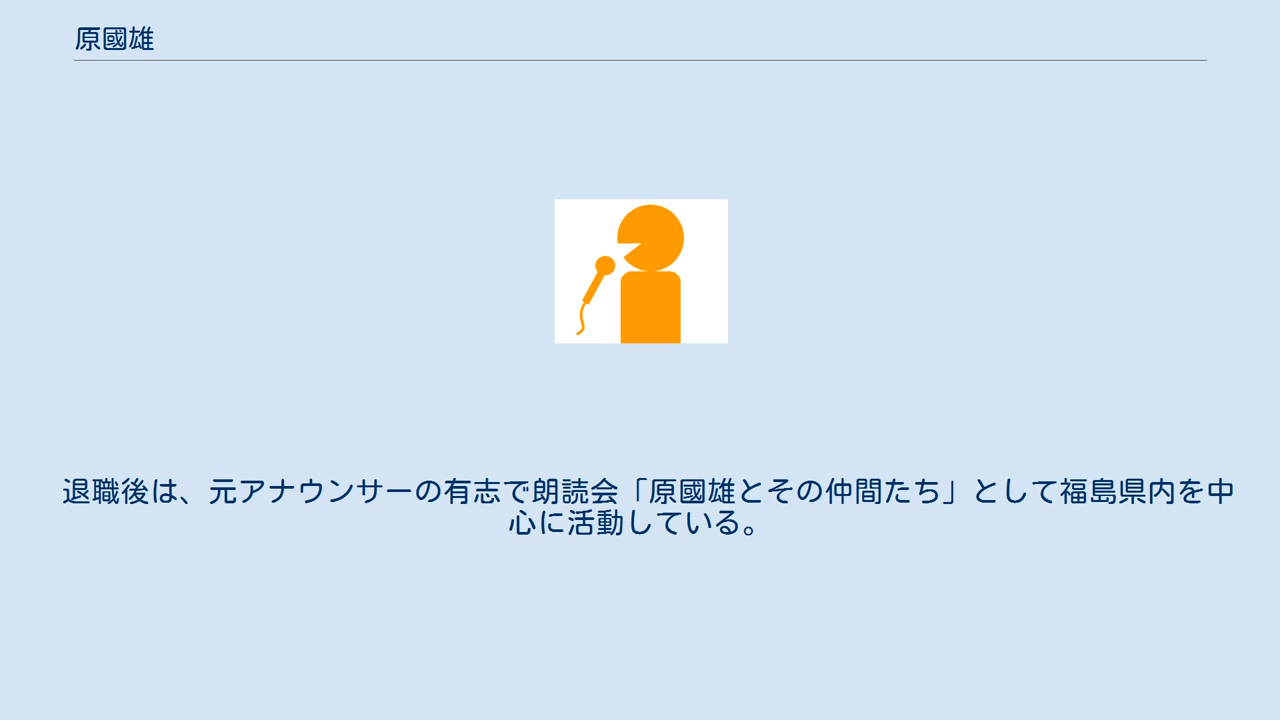 原國雄
退職後は、元アナウンサーの有志で朗読会「原國雄とその仲間たち」として福島県内を中
心に活動している。